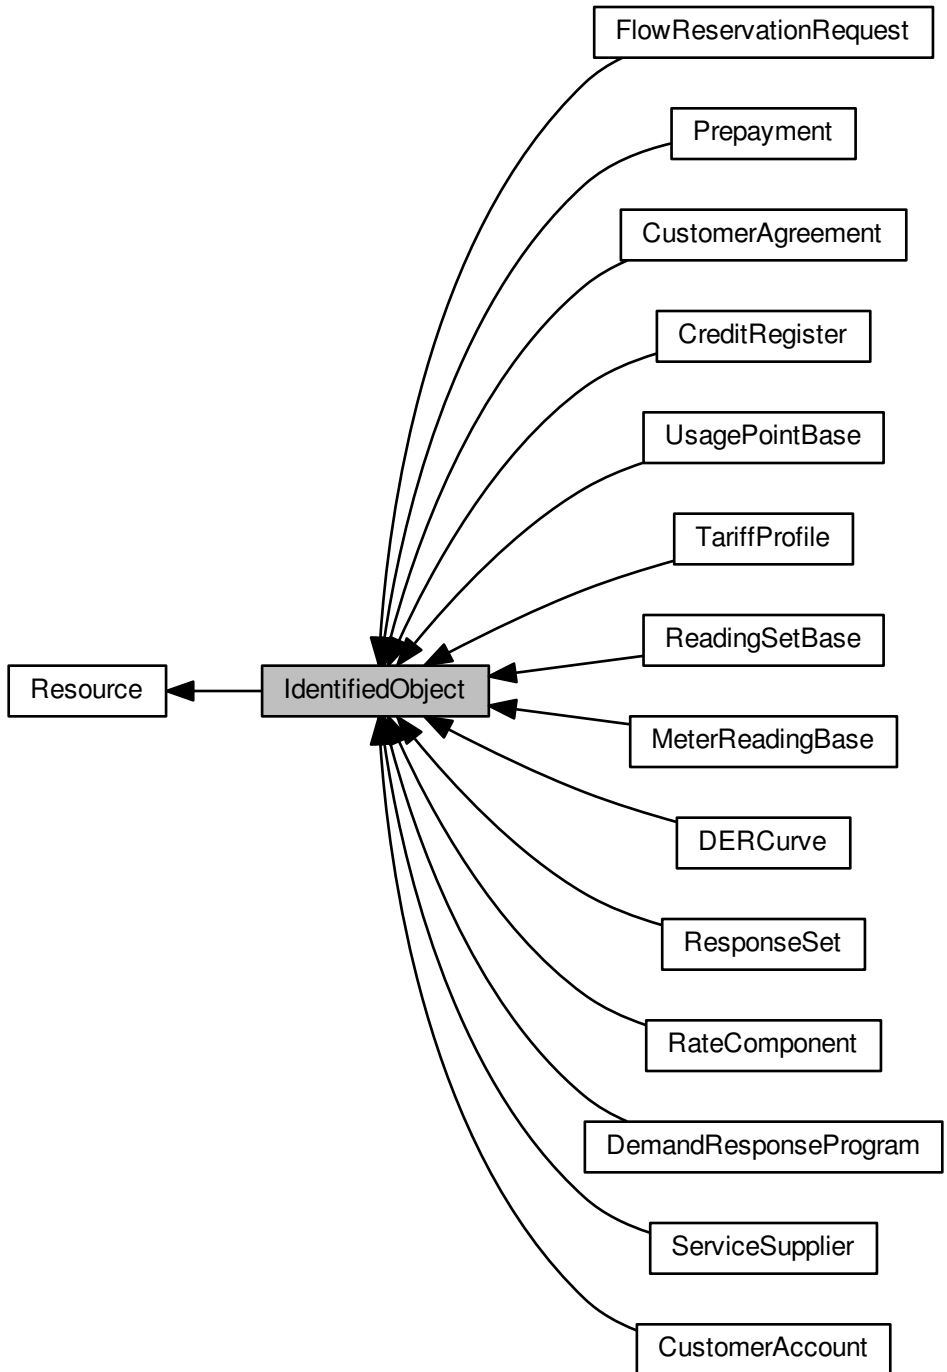 FlowReservationRequest
Prepayment
CustomerAgreement
CreditRegister
UsagePointBase
TariffProfile
ReadingSetBase
Resource
IdentifiedObject
MeterReadingBase
DERCurve
ResponseSet
RateComponent
DemandResponseProgram
ServiceSupplier
CustomerAccount